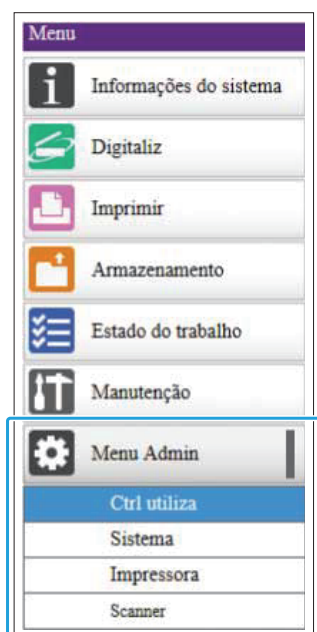 Menu
Informações do sistema
Digitaliz
Imprimir
Armazenamento
Estado do trabalho
Manutenção
Menu Admin
Ctrl utiliza
Sistema
Impressora
Scanner